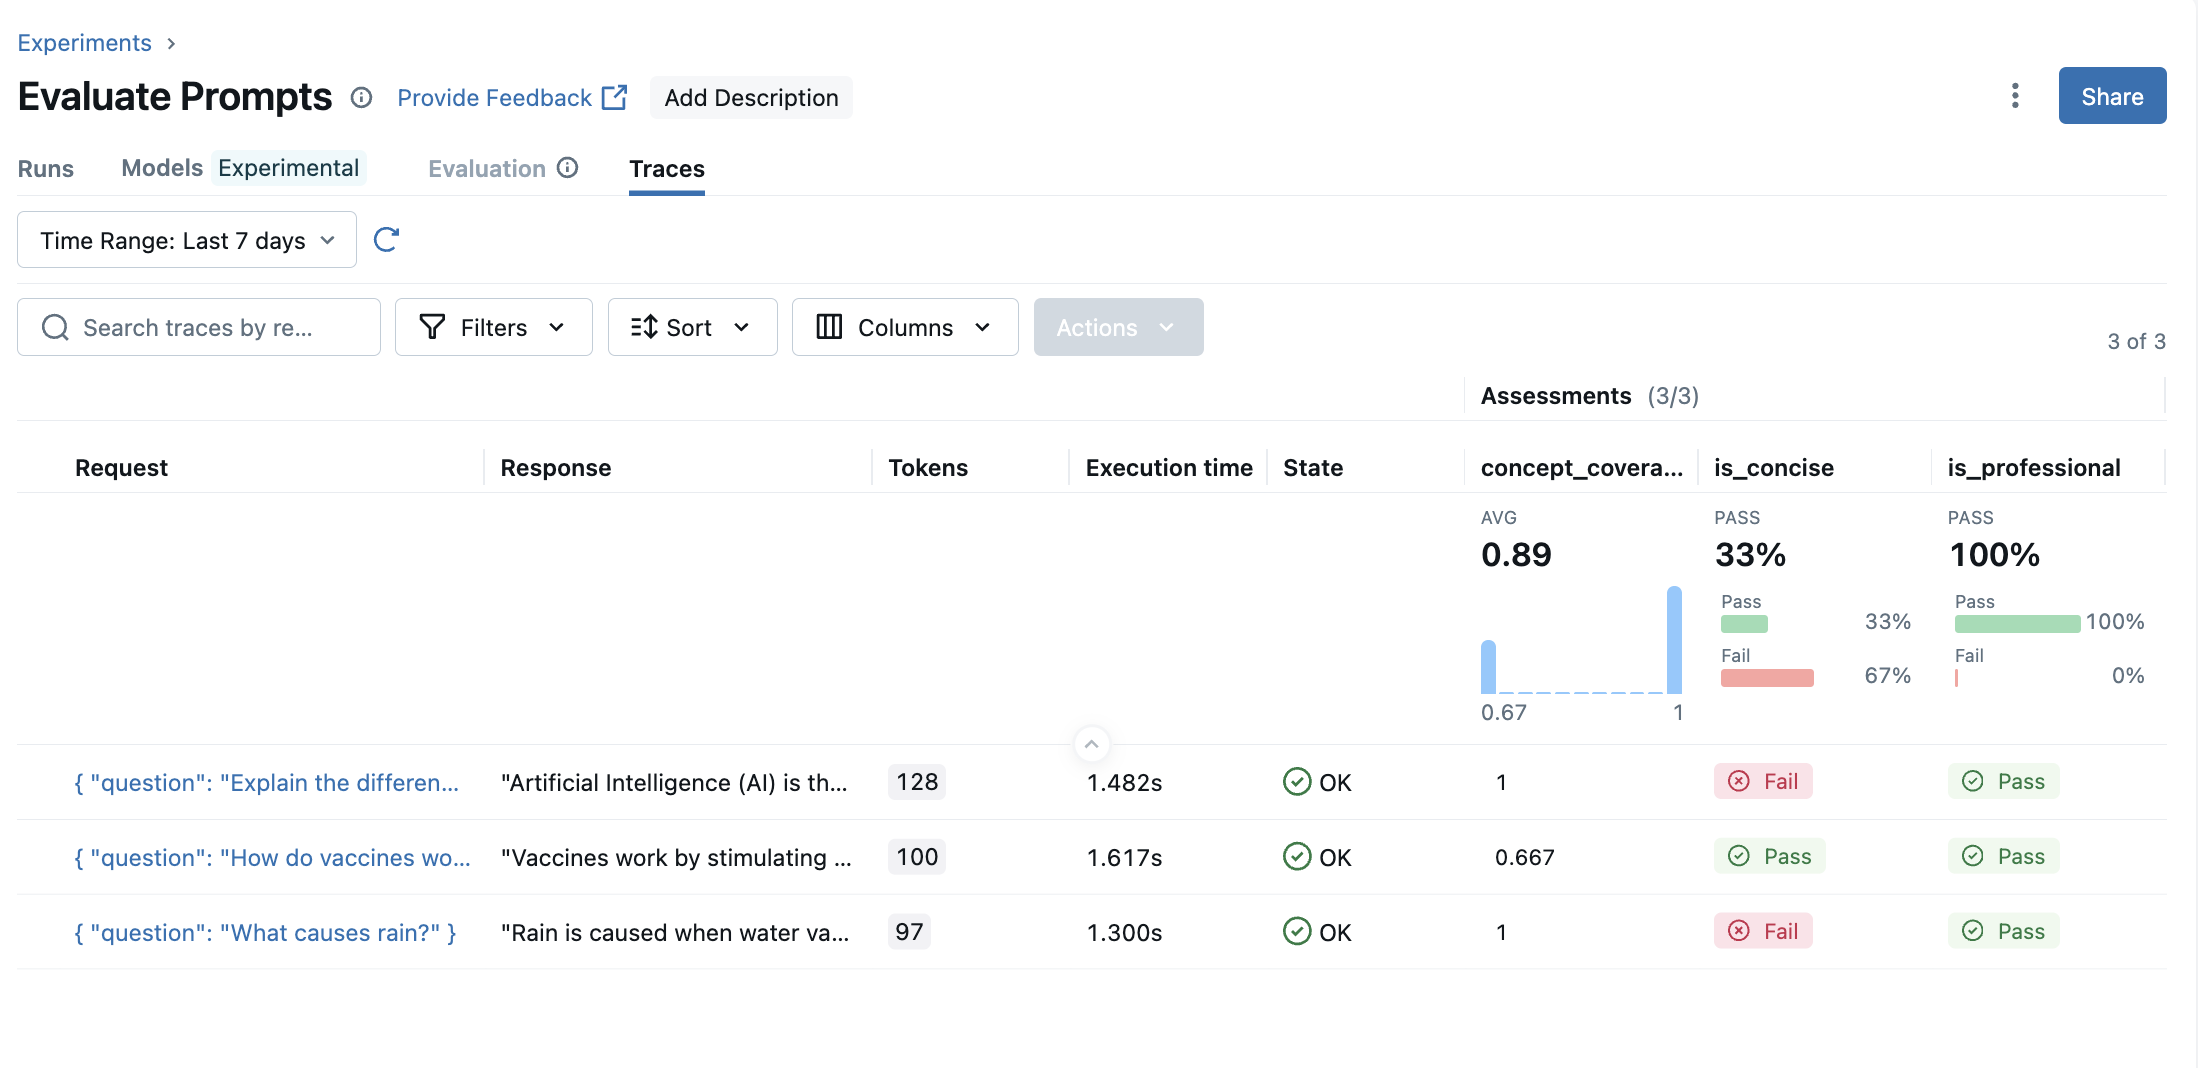 Experiments
Evaluate Prompts Provide Feedback Add Description Share
Runs Models Experimental Evaluation Traces
Time Range: Last 7 days
Search traces by re... Filters Sort Columns Actions 3 of 3
Assessments (3/3)
Request Response Tokens Execution time State concept_covera... is_concise is_professional
AVG PASS PASS
0.89 33% 100%
Pass 33% Pass 100%
Fail 67% Fail 0%
0.67 1
{ "question": "Explain the differen... "Artificial Intelligence (AI) is th... 128 1.482s OK 1 Fail Pass
{ "question": "How do vaccines wo... "Vaccines work by stimulating ... 100 1.617s OK 0.667 Pass Pass
{ "question": "What causes rain?" } "Rain is caused when water va... 97 1.300s OK 1 Fail Pass